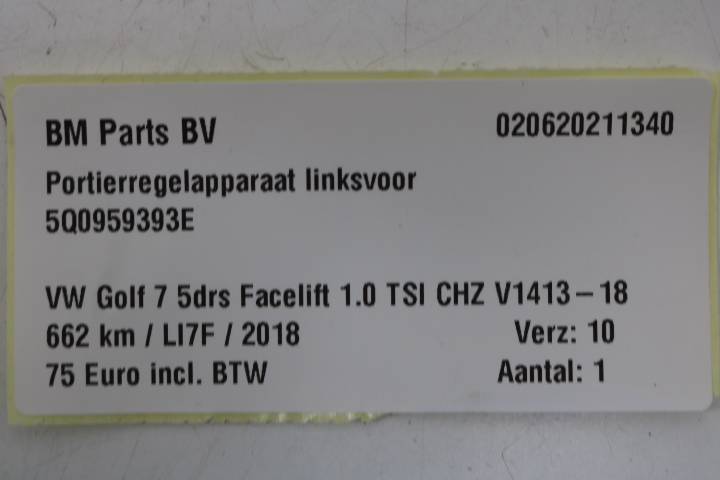 BM Parts BV 020620211340
Portierregelapparaat linksvoor
5Q0959393E
VW Golf 7 5drs Facelift 1.0 TSI CHZ V1413-18
662 km / LI7F / 2018 Verz: 10
75 Euro incl. BTW Aantal: 1